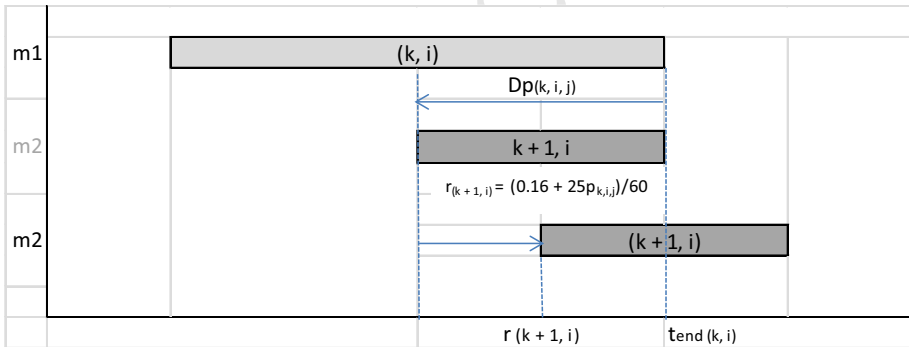 m1
(k, i)
Dp(k, i, j)
m2
k + 1, i
r(k + 1, i) = (0.16 + 25pk,i,j)/60
m2
(k + 1, i)
r (k + 1, i)
tend (k, i)